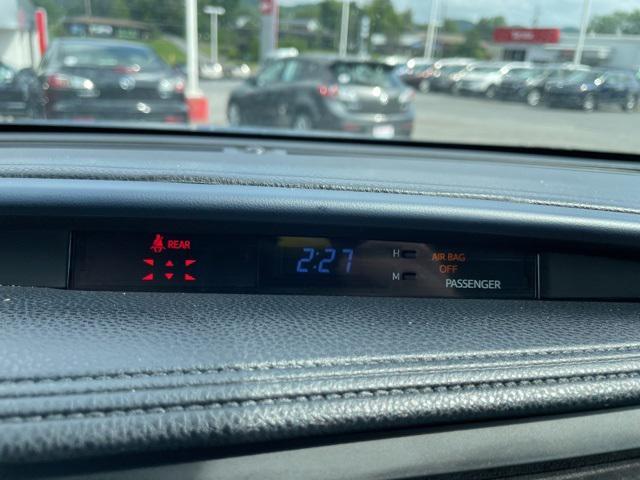 REAR
2:27
H
M
AIR BAG
OFF
PASSENGER